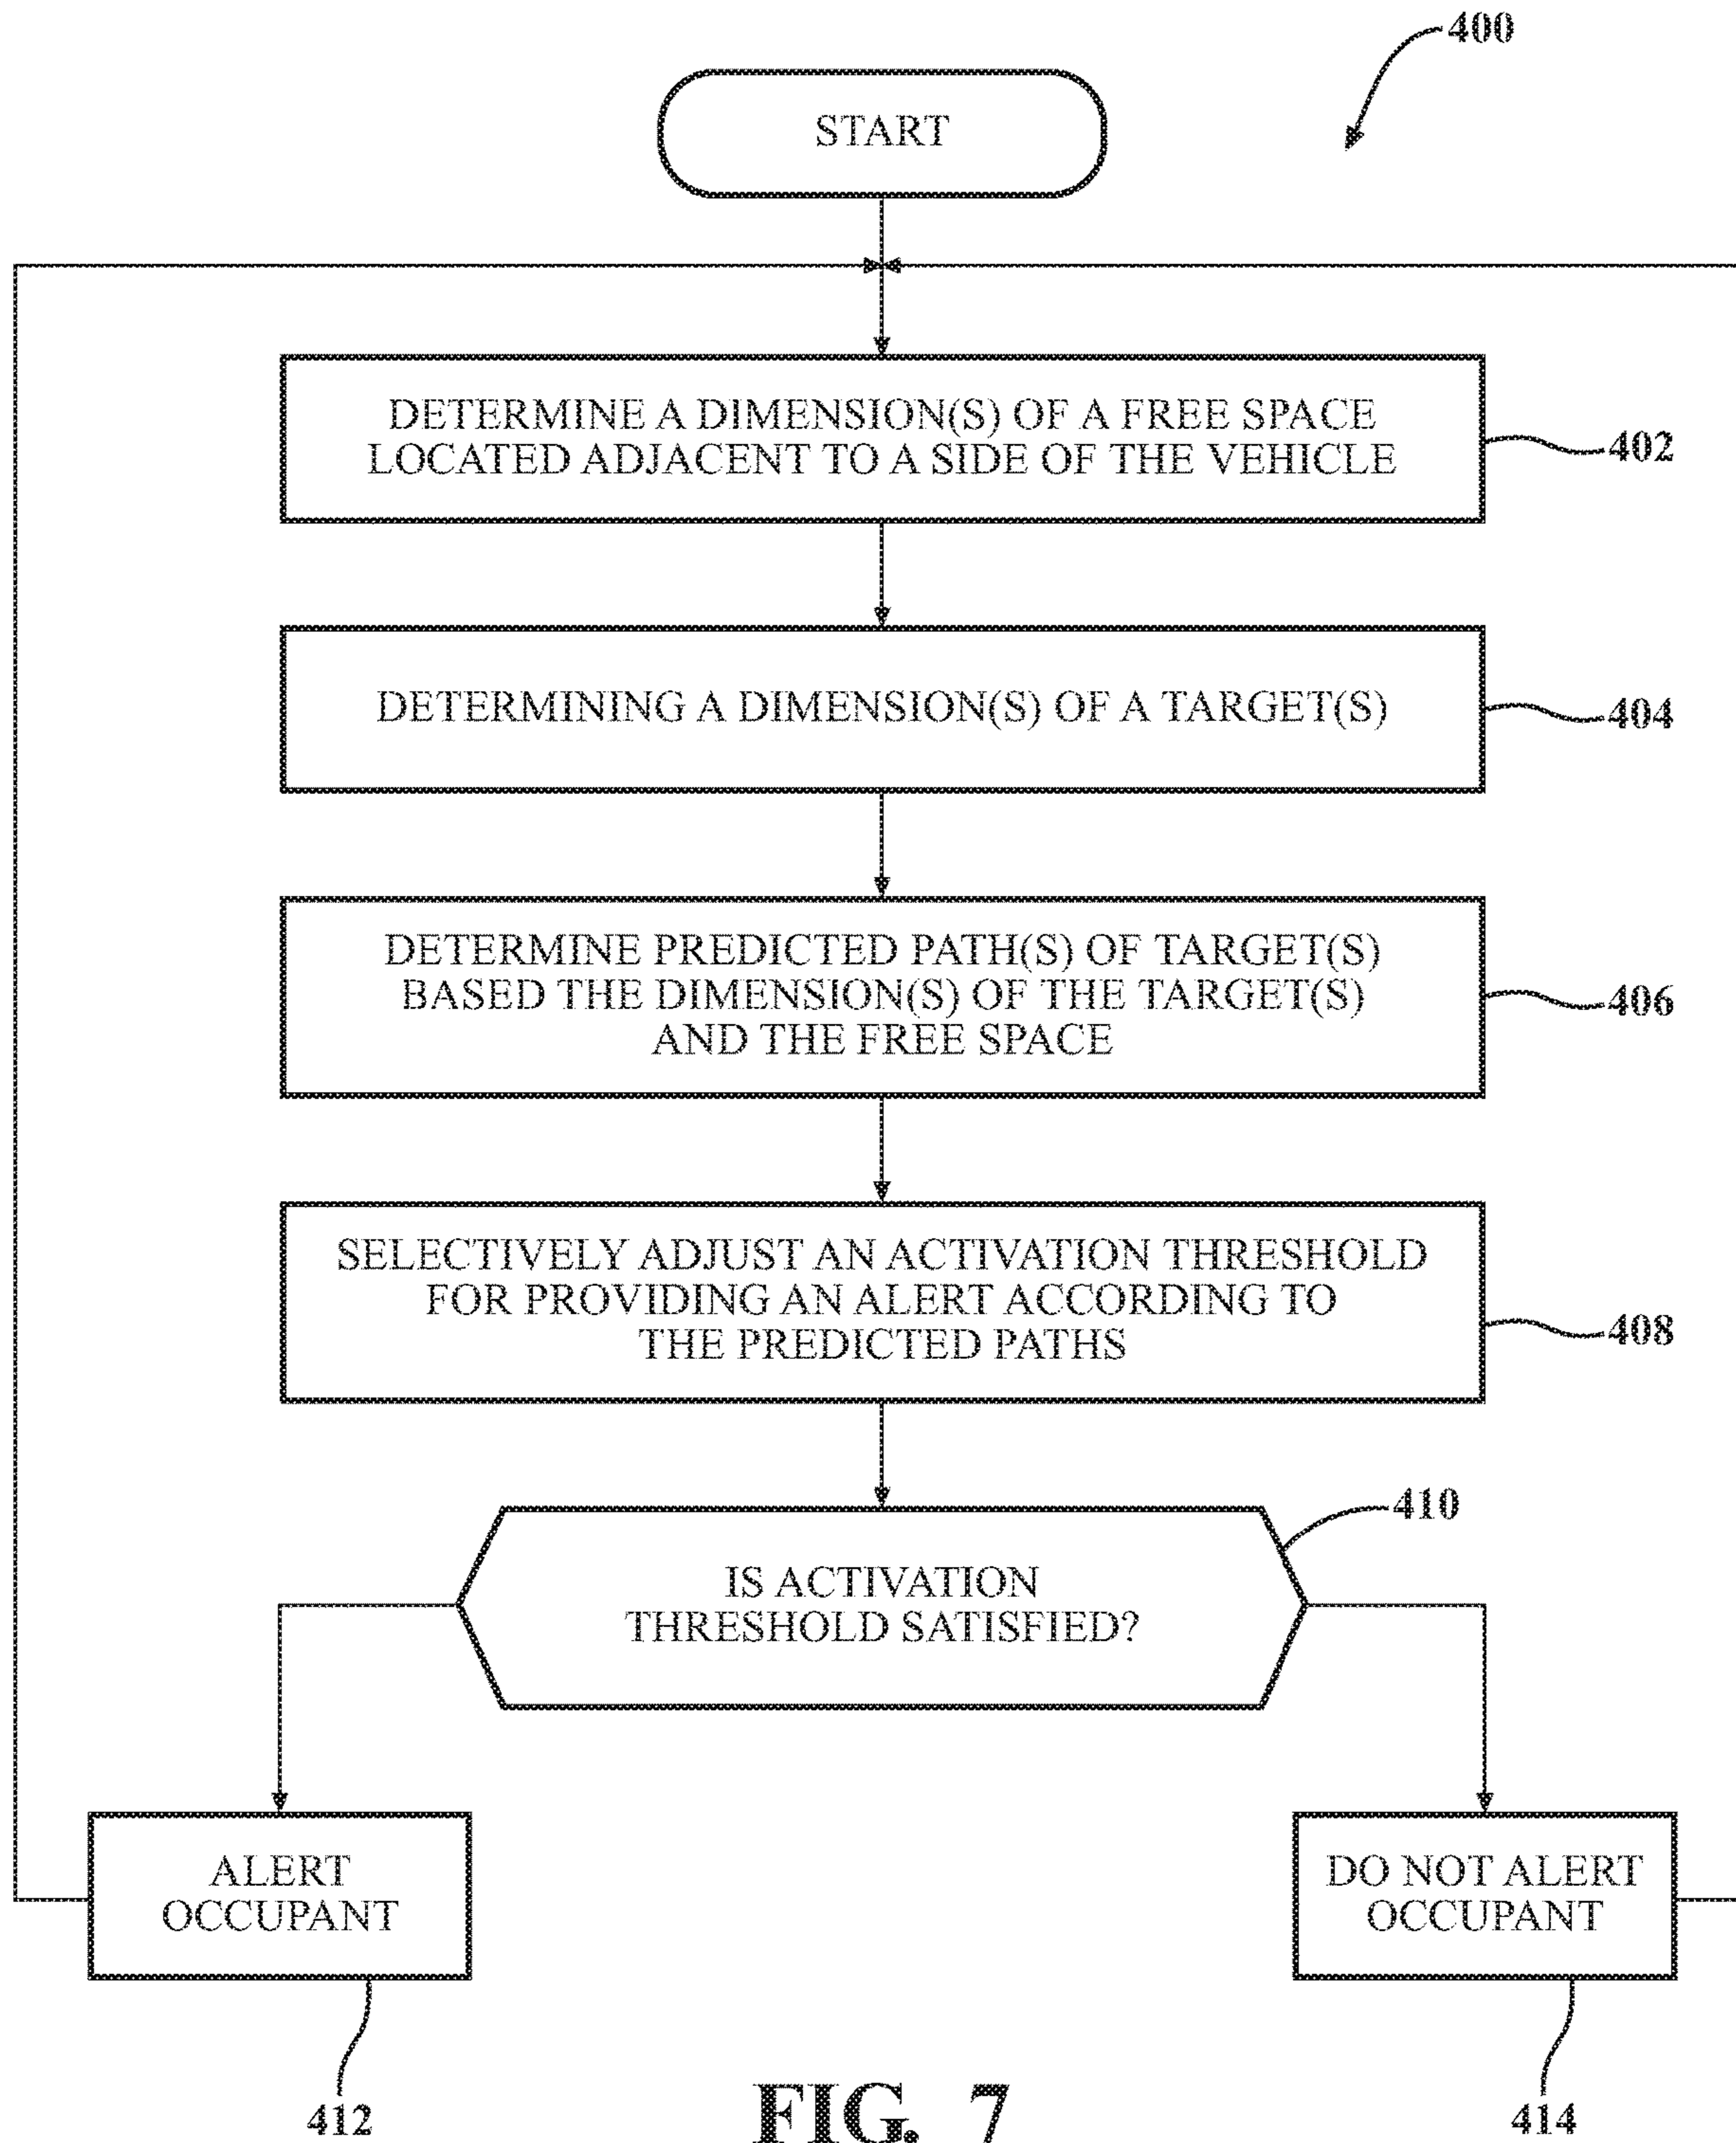 400
START
DETERMINE A DIMENSION(S) OF A FREE SPACE
LOCATED ADJACENT TO A SIDE OF THE VEHICLE
402
DETERMINING A DIMENSION(S) OF A TARGET(S)
404
DETERMINE PREDICTED PATH(S) OF TARGET(S)
BASED THE DIMENSION(S) OF THE TARGET(S)
AND THE FREE SPACE
406
SELECTIVELY ADJUST AN ACTIVATION THRESHOLD
FOR PROVIDING AN ALERT ACCORDING TO
THE PREDICTED PATHS
408
410
IS ACTIVATION
THRESHOLD SATISFIED?
ALERT
OCCUPANT
DO NOT ALERT
OCCUPANT
412
414
FIG. 7